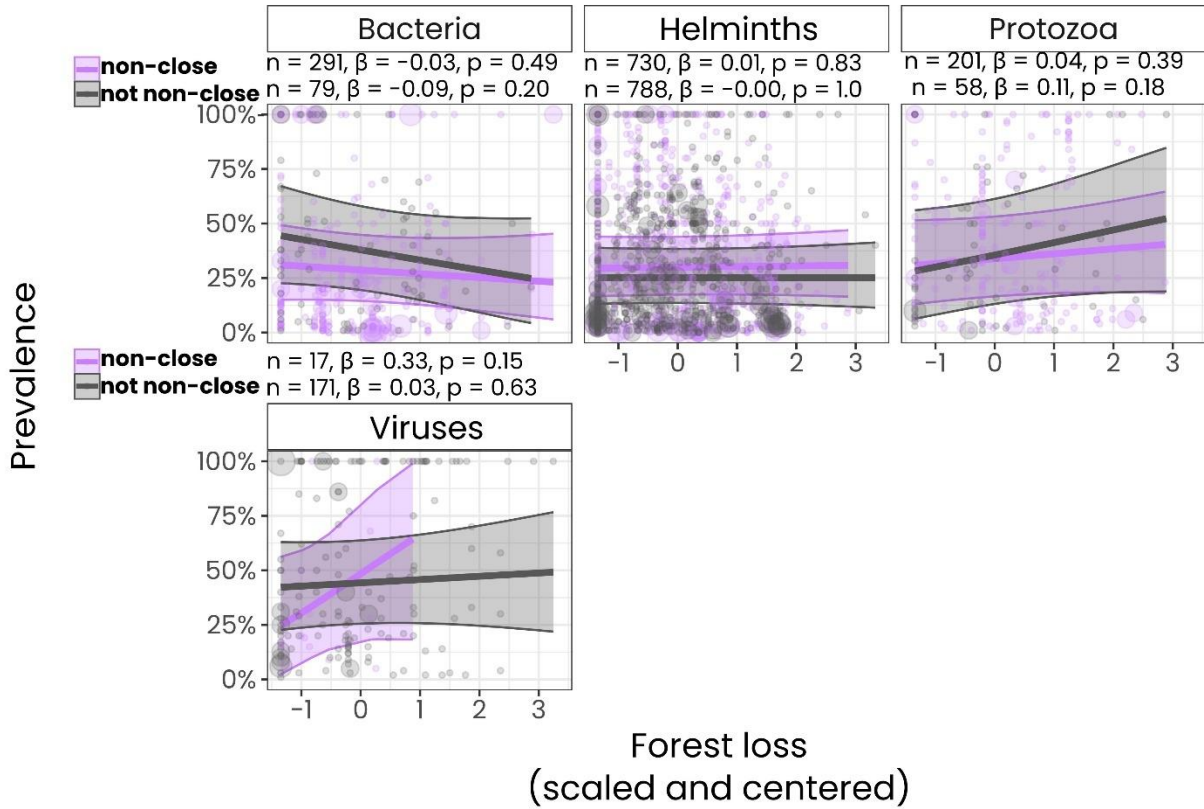 Bacteria
Helminths
Protozoa
non-close
not non-close
n = 291, β = −0.03, p = 0.49
n = 79, β = −0.09, p = 0.20
n = 730, β = 0.01, p = 0.83
n = 788, β = −0.00, p = 1.0
n = 201, β = 0.04, p = 0.39
n = 58, β = 0.11, p = 0.18
100%
75%
50%
25%
0%
−1 0 1 2 3
−1 0 1 2 3
non-close
not non-close
n = 17, β = 0.33, p = 0.15
n = 171, β = 0.03, p = 0.63
Viruses
100%
75%
50%
25%
0%
−1 0 1 2 3
Prevalence
Forest loss
(scaled and centered)